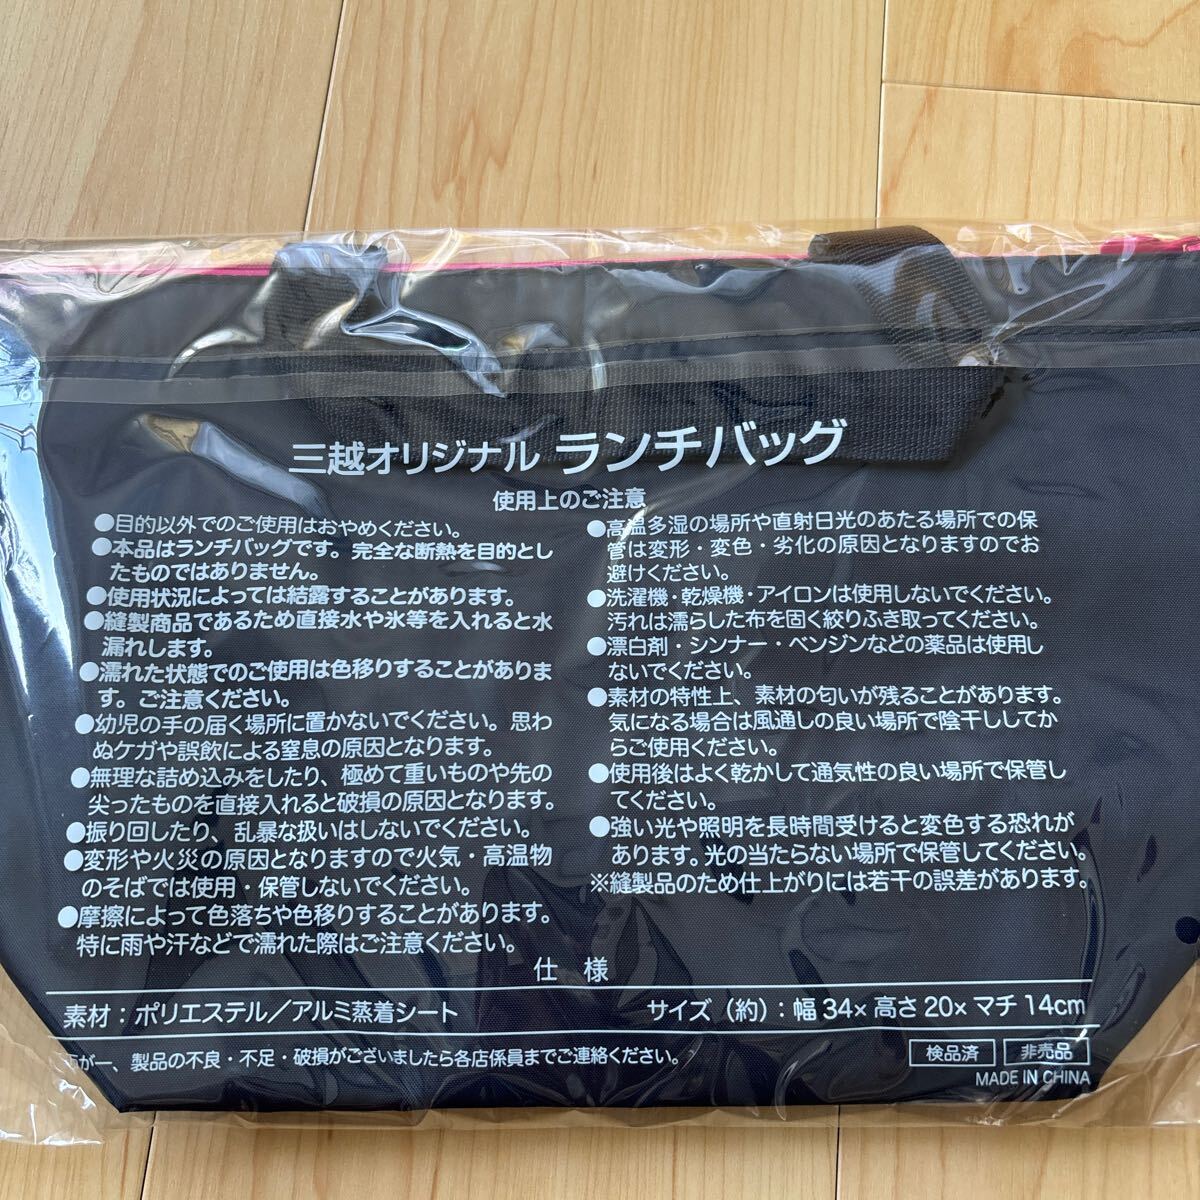 三越オリジナル ランチバッグ
使用上のご注意
●目的以外でのご使用はおやめください。
●本品はランチバッグです。完全な断熱を目的とし
たものではありません。
●使用状況によっては結露することがあります。
●縫製商品であるため直接水や氷等を入れると水
漏れします。
●濡れた状態でのご使用は色移りすることがありま
す。ご注意ください。
●幼児の手の届く場所に置かないでください。思わ
ぬケガや誤飲による窒息の原因となります。
●無理な詰め込みをしたり、極めて重いものや先の
尖ったものを直接入れると破損の原因となります。
●振り回したり、乱暴な扱いはしないでください。
●変形や火災の原因となりますので火気・高温物
のそばでは使用・保管しないでください。
●摩擦によって色落ちや色移りすることがあります。
特に雨や汗などで濡れた際はご注意ください。
●高温多湿の場所や直射日光のあたる場所での保
管は変形・変色・劣化の原因となりますのでお
避けください。
●洗濯機・乾燥機・アイロンは使用しないでください。
汚れは濡らした布を固く絞りふき取ってください。
●漂白剤・シンナー・ベンジンなどの薬品は使用し
ないでください。
●素材の特性上、素材の匂いが残ることがあります。
気になる場合は風通しの良い場所で陰干ししてか
らご使用ください。
●使用後はよく乾かして通気性の良い場所で保管し
てください。
●強い光や照明を長時間受けると変色する恐れが
あります。光の当たらない場所で保管してください。
※縫製品のため仕上がりには若干の誤差があります。
仕 様
素材：ポリエステル／アルミ蒸着シート
サイズ（約）：幅 34× 高さ 20× マチ 14cm
万が一、製品の不良・不足・破損がございましたら各店係員までご連絡ください。
検品済 非売品
MADE IN CHINA